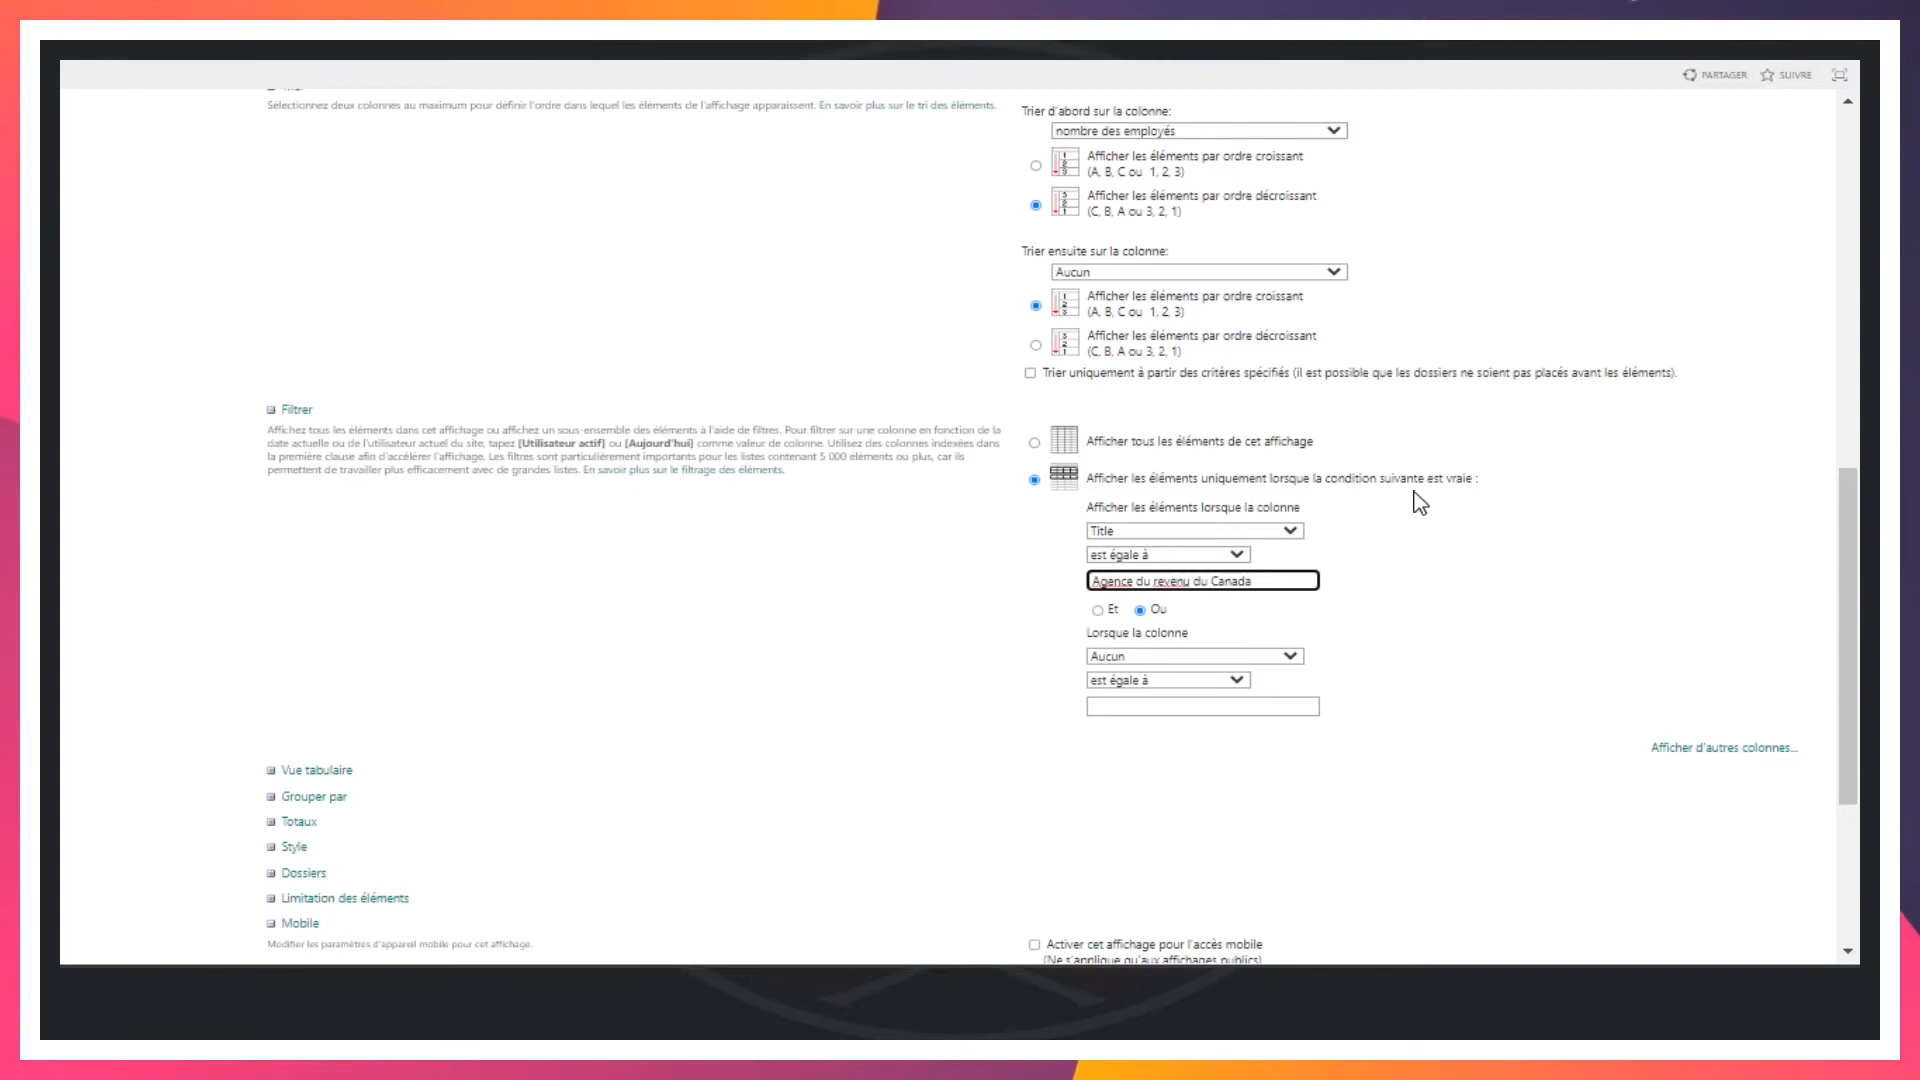 PARTAGER SUIVRE
Sélectionnez deux colonnes au maximum pour définir l'ordre dans lequel les éléments de l'affichage apparaissent. En savoir plus sur le tri des éléments.
Trier d'abord sur la colonne:
nombre des employés
Afficher les éléments par ordre croissant
(A, B, C ou 1, 2, 3)
Afficher les éléments par ordre décroissant
(C, B, A ou 3, 2, 1)
Trier ensuite sur la colonne:
Aucun
Afficher les éléments par ordre croissant
(A, B, C ou 1, 2, 3)
Afficher les éléments par ordre décroissant
(C, B, A ou 3, 2, 1)
Trier uniquement à partir des critères spécifiés (il est possible que les dossiers ne soient pas placés avant les éléments).
Filtrer
Affichez tous les éléments dans cet affichage ou affichez un sous-ensemble des éléments à l'aide de filtres. Pour filtrer sur une colonne en fonction de la
date actuelle ou de l'utilisateur actuel du site, tapez [Utilisateur actif] ou [Aujourd'hui] comme valeur de colonne. Utilisez des colonnes indexées dans
la première clause afin d'accélérer l'affichage. Les filtres sont particulièrement importants pour les listes contenant 5 000 éléments ou plus, car ils
permettent de travailler plus efficacement avec de grandes listes. En savoir plus sur le filtrage des éléments.
Afficher tous les éléments de cet affichage
Afficher les éléments uniquement lorsque la condition suivante est vraie :
Afficher les éléments lorsque la colonne
Title
est égale à
Agence du revenu du Canada
Et Ou
Lorsque la colonne
Aucun
est égale à
Afficher d'autres colonnes...
Vue tabulaire
Grouper par
Totaux
Style
Dossiers
Limitation des éléments
Mobile
Modifier les paramètres d'appareil mobile pour cet affichage.
Activer cet affichage pour l'accès mobile
(Ne s'applique qu'aux affichages publics)